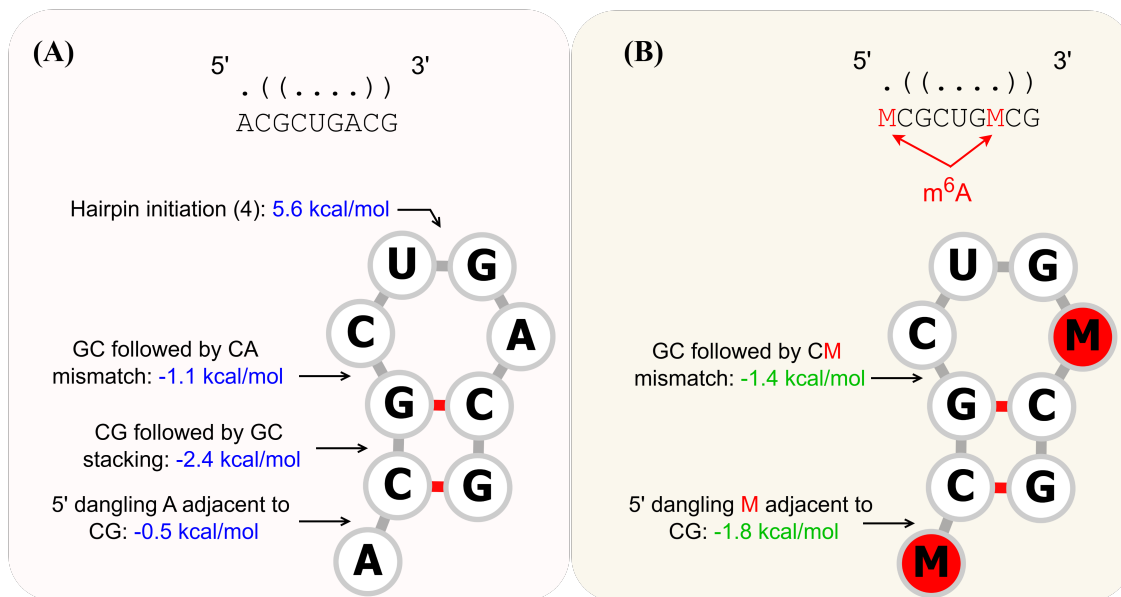 (A)
5' 3'
.((....))
ACGCUGACG
Hairpin initiation (4): 5.6 kcal/mol
U G
C A
GC followed by CA
mismatch: -1.1 kcal/mol
G C
CG followed by GC
stacking: -2.4 kcal/mol
C G
5' dangling A adjacent to
CG: -0.5 kcal/mol
A
(B)
5' 3'
.((....))
MCGCUGMCG
m⁶A
U G
C M
GC followed by CM
mismatch: -1.4 kcal/mol
G C
C G
5' dangling M adjacent to
CG: -1.8 kcal/mol
M